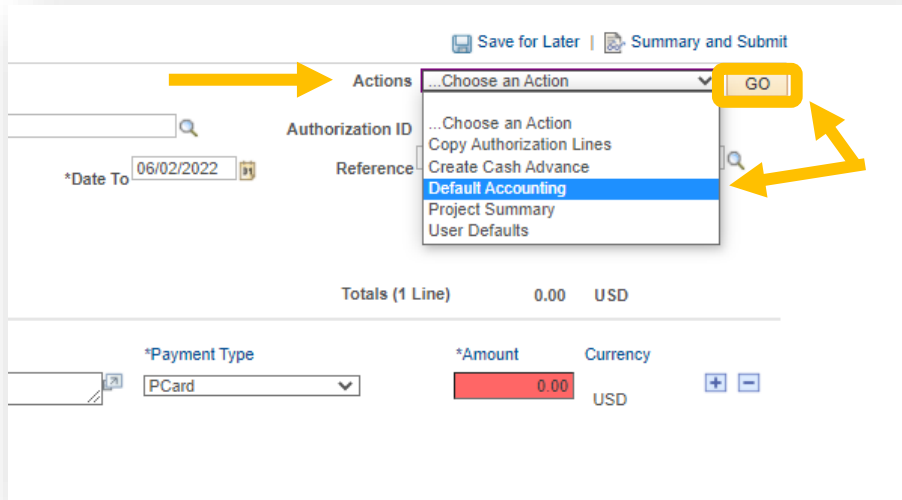 Save for Later | Summary and Submit
Actions ...Choose an Action GO
...Choose an Action
Authorization ID
Copy Authorization Lines
*Date To 06/02/2022 31 Reference Create Cash Advance
Default Accounting
Project Summary
User Defaults
Totals (1 Line) 0.00 USD
*Payment Type *Amount Currency
PCard 0.00 USD